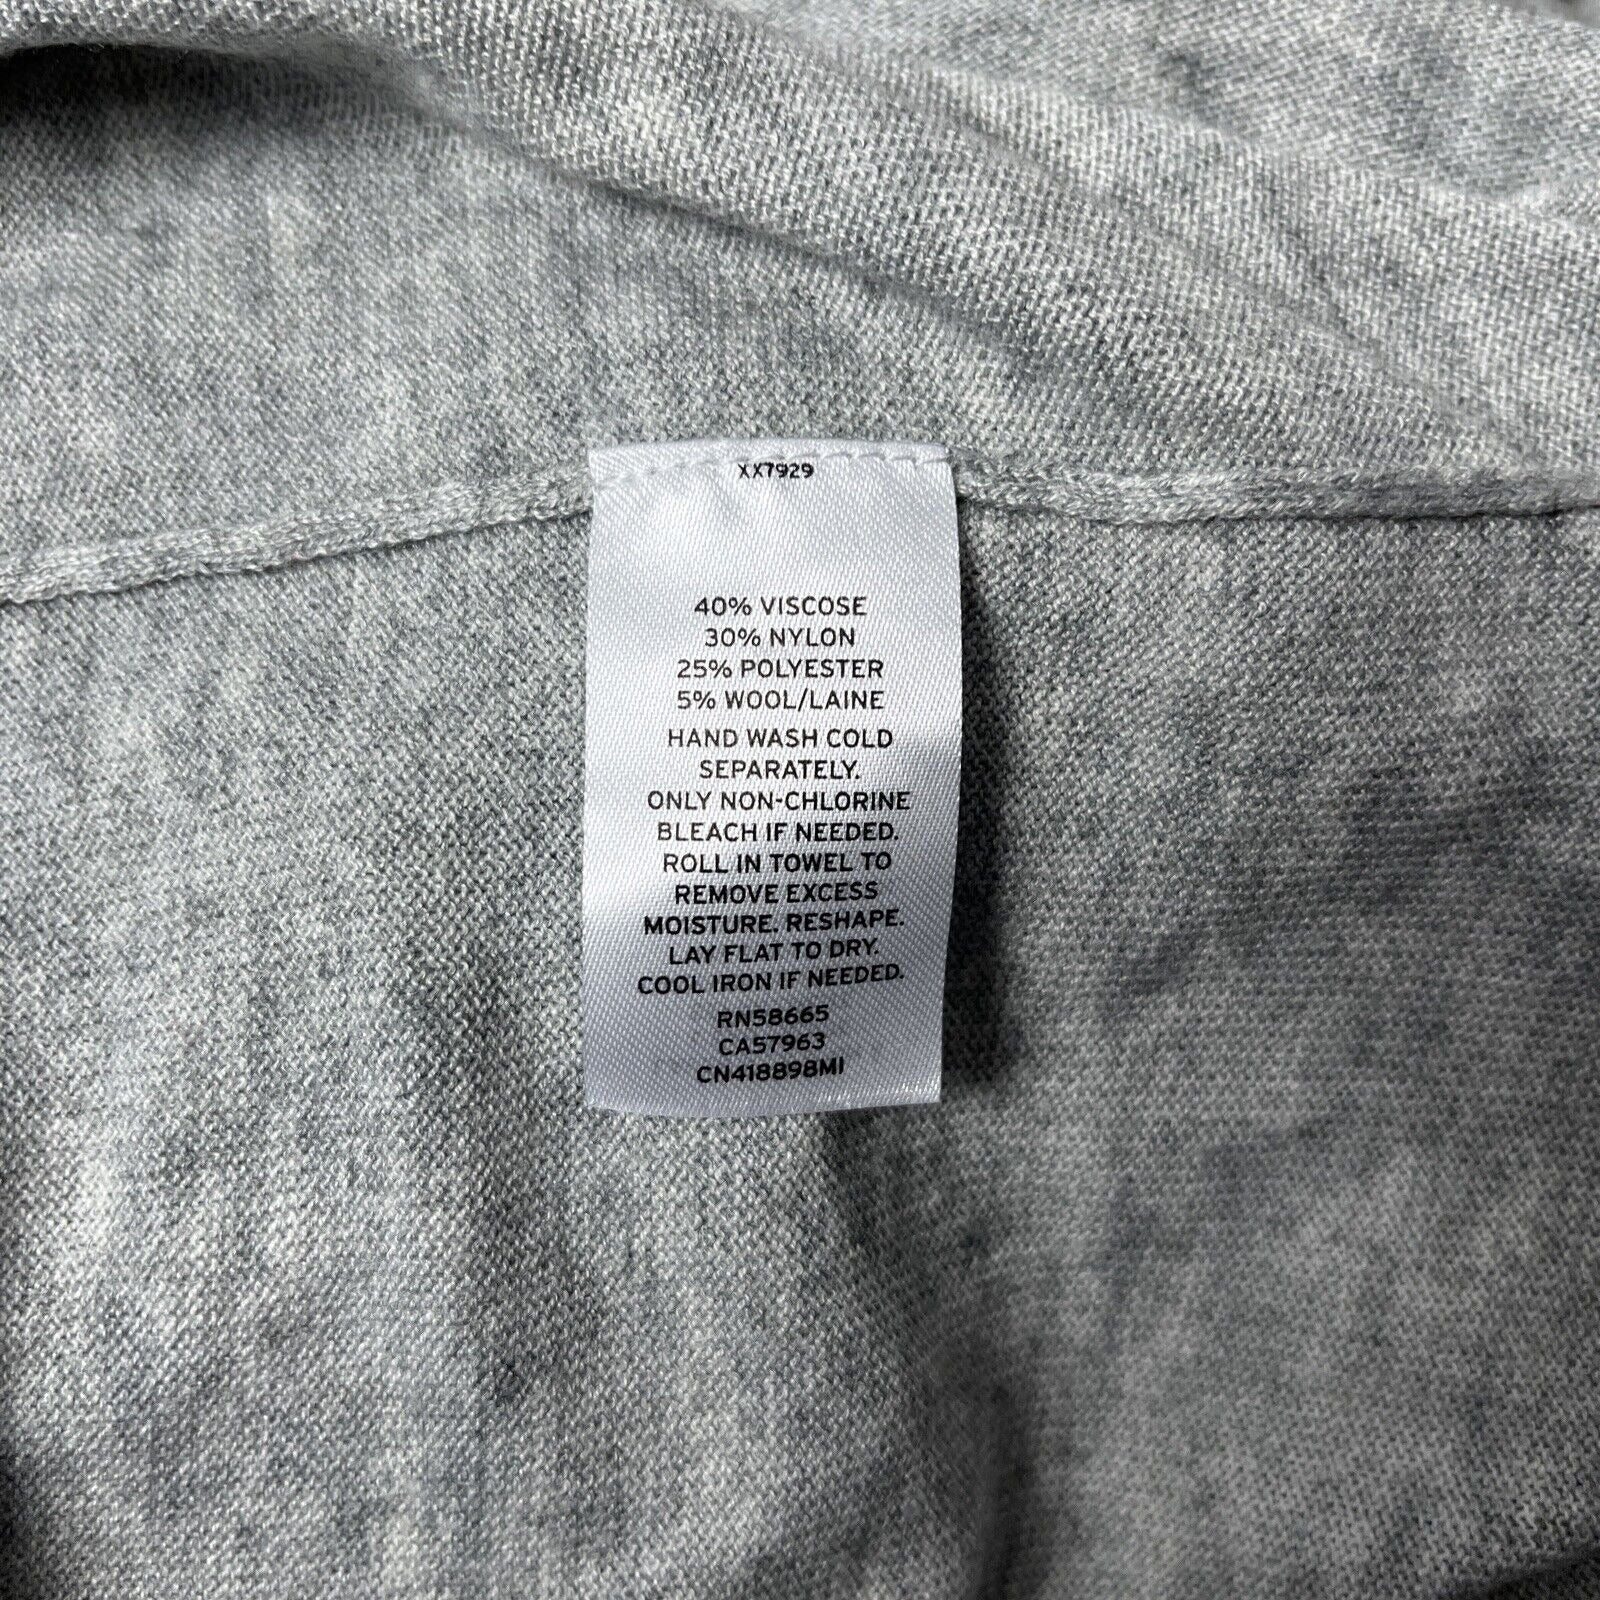 XX7929
40% VISCOSE
30% NYLON
25% POLYESTER
5% WOOL/LAINE
HAND WASH COLD
SEPARATELY.
ONLY NON-CHLORINE
BLEACH IF NEEDED.
ROLL IN TOWEL TO
REMOVE EXCESS
MOISTURE. RESHAPE.
LAY FLAT TO DRY.
COOL IRON IF NEEDED.
RN58665
CA57963
CN418898MI